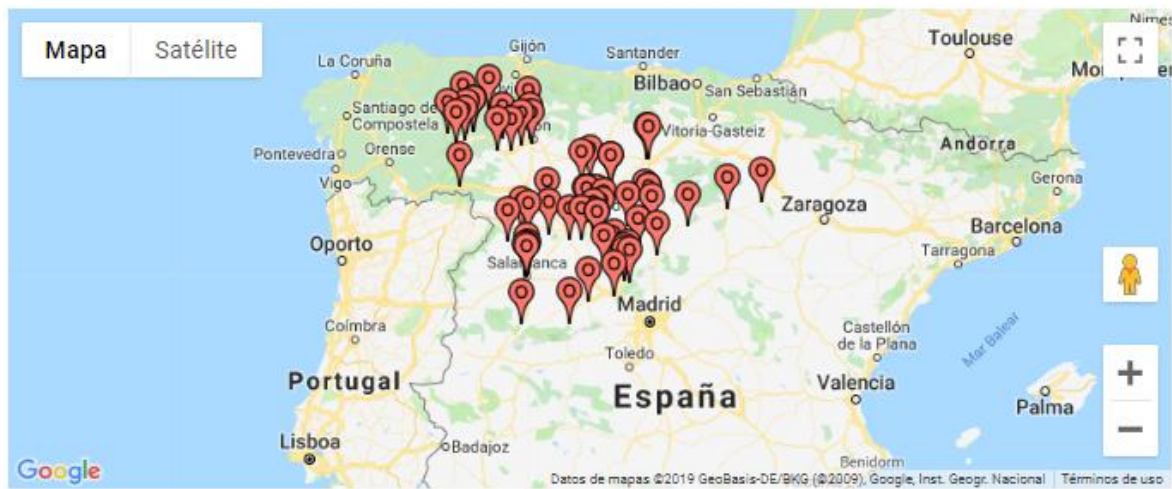 Mapa Satélite
La Coruña
Gijón
Santander
Bilbao
San Sebastián
Toulouse
Santiago de
Compostela
Vitoria-Gasteiz
Andorra
Pontevedra
Orense
Vigo
Gerona
Zaragoza
Barcelona
Oporto
Tarragona
Madrid
Coímbra
Toledo
Castellón
de la Plana
Mar Balear
Portugal
España
Valencia
Palma
Lisboa
Badajoz
Benidorm
Google
Datos de mapas ©2019 GeoBasis-DE/BKG (©2009), Google, Inst. Geogr. Nacional Términos de uso